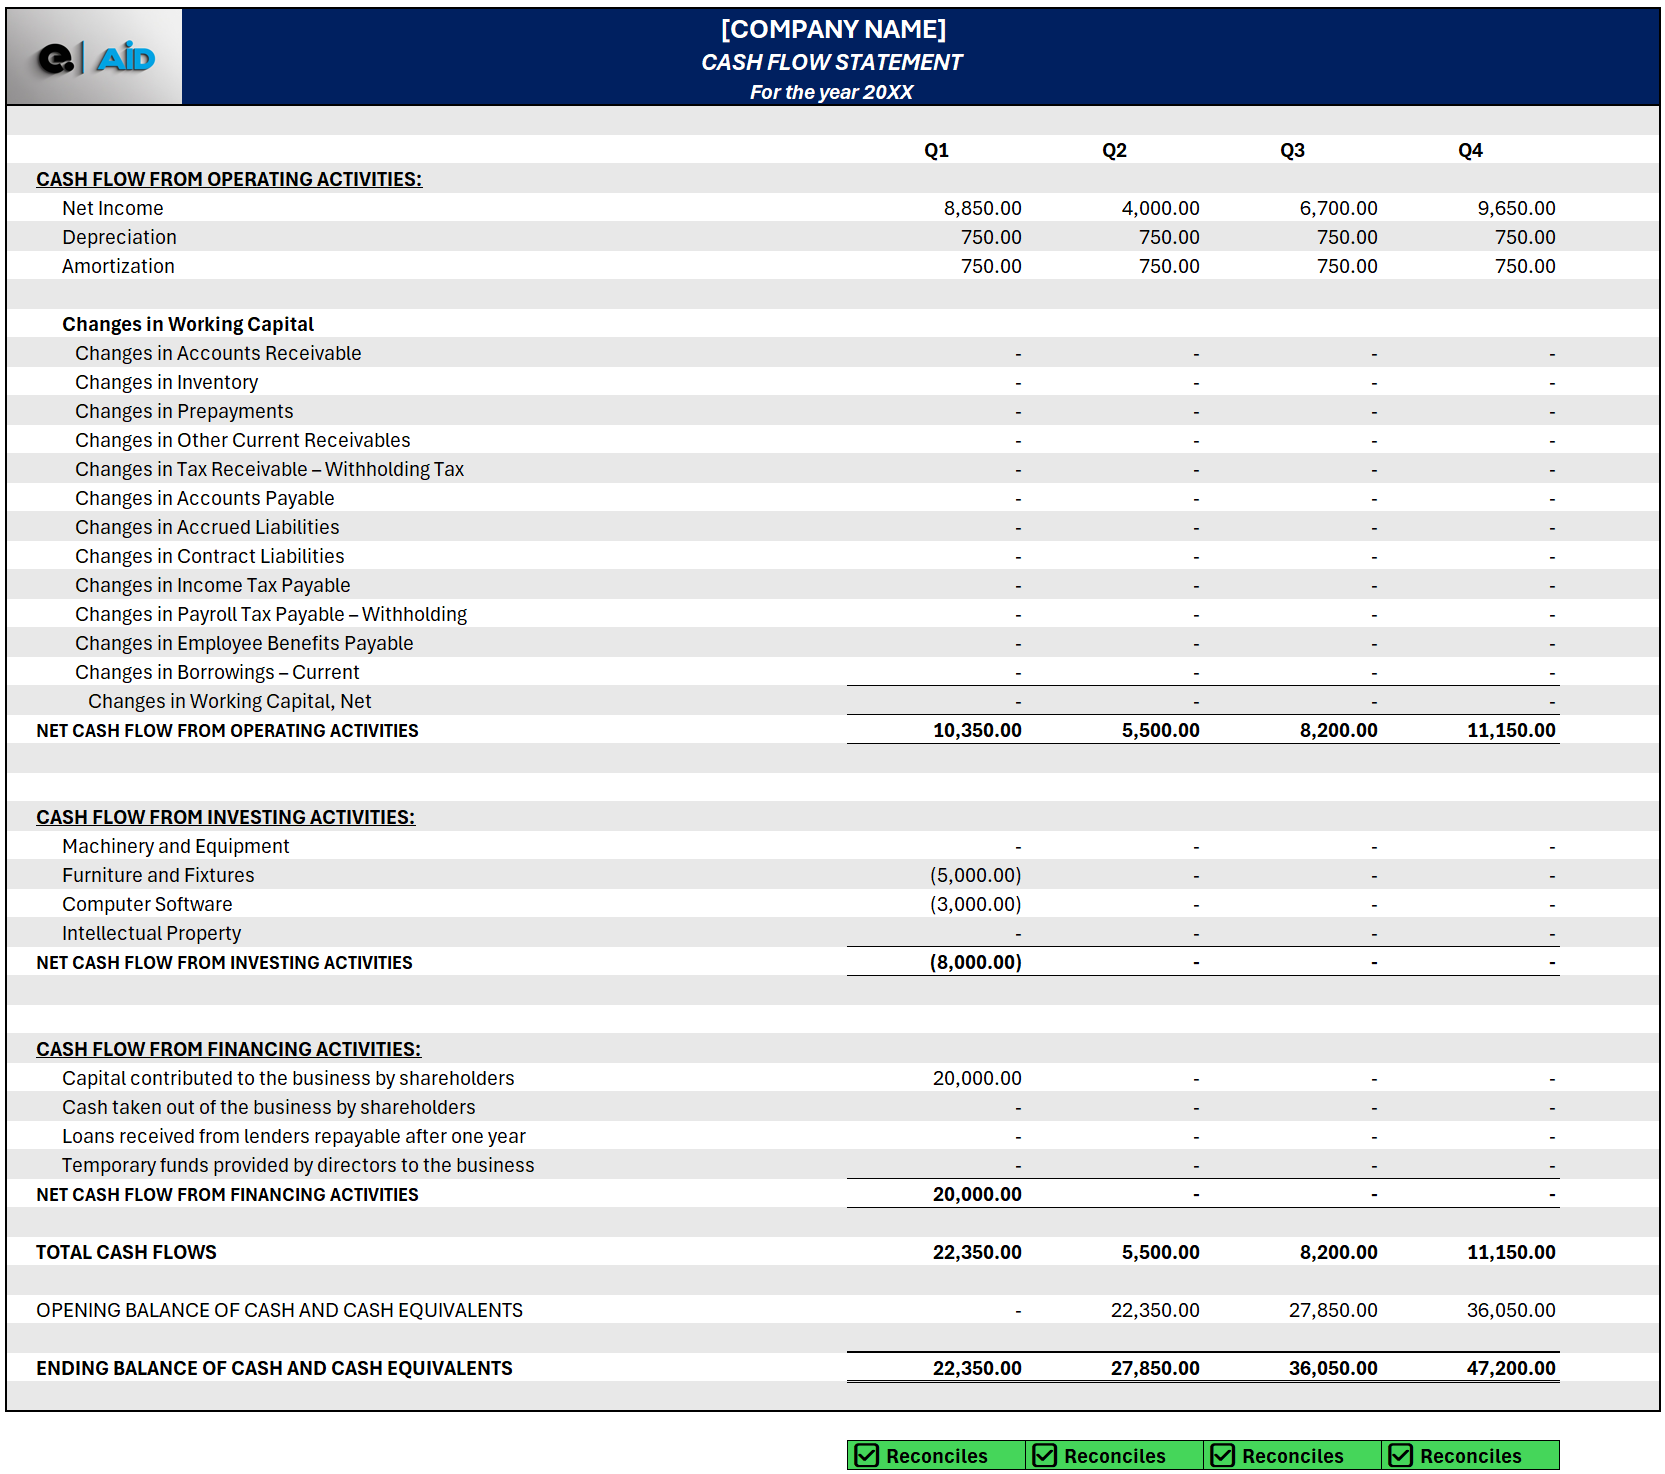 e. | AiD
[COMPANY NAME]
CASH FLOW STATEMENT
For the year 20XX
Q1 Q2 Q3 Q4
CASH FLOW FROM OPERATING ACTIVITIES:
Net Income 8,850.00 4,000.00 6,700.00 9,650.00
Depreciation 750.00 750.00 750.00 750.00
Amortization 750.00 750.00 750.00 750.00
Changes in Working Capital
Changes in Accounts Receivable - - - -
Changes in Inventory - - - -
Changes in Prepayments - - - -
Changes in Other Current Receivables - - - -
Changes in Tax Receivable – Withholding Tax - - - -
Changes in Accounts Payable - - - -
Changes in Accrued Liabilities - - - -
Changes in Contract Liabilities - - - -
Changes in Income Tax Payable - - - -
Changes in Payroll Tax Payable – Withholding - - - -
Changes in Employee Benefits Payable - - - -
Changes in Borrowings – Current - - - -
Changes in Working Capital, Net - - - -
NET CASH FLOW FROM OPERATING ACTIVITIES 10,350.00 5,500.00 8,200.00 11,150.00
CASH FLOW FROM INVESTING ACTIVITIES:
Machinery and Equipment - - - -
Furniture and Fixtures (5,000.00) - - -
Computer Software (3,000.00) - - -
Intellectual Property - - - -
NET CASH FLOW FROM INVESTING ACTIVITIES (8,000.00) - - -
CASH FLOW FROM FINANCING ACTIVITIES:
Capital contributed to the business by shareholders 20,000.00 - - -
Cash taken out of the business by shareholders - - - -
Loans received from lenders repayable after one year - - - -
Temporary funds provided by directors to the business - - - -
NET CASH FLOW FROM FINANCING ACTIVITIES 20,000.00 - - -
TOTAL CASH FLOWS 22,350.00 5,500.00 8,200.00 11,150.00
OPENING BALANCE OF CASH AND CASH EQUIVALENTS - 22,350.00 27,850.00 36,050.00
ENDING BALANCE OF CASH AND CASH EQUIVALENTS 22,350.00 27,850.00 36,050.00 47,200.00
Reconciles Reconciles Reconciles Reconciles